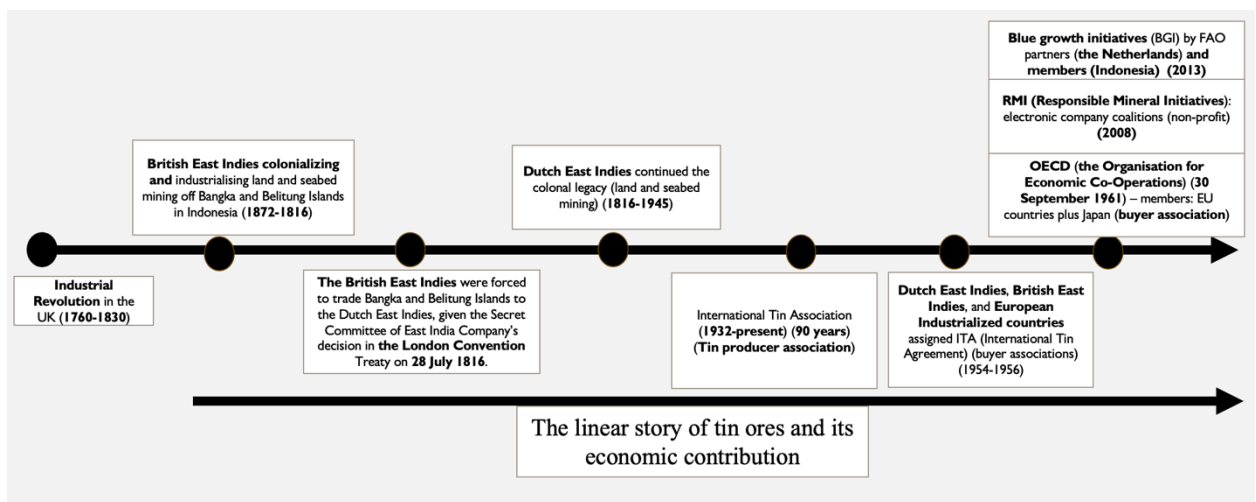 Blue growth initiatives (BGI) by FAO
partners (the Netherlands) and
members (Indonesia) (2013)
RMI (Responsible Mineral Initiatives):
electronic company coalitions (non-profit)
(2008)
OECD (the Organisation for
Economic Co-Operations) (30
September 1961) – members: EU
countries plus Japan (buyer association)
British East Indies colonializing
and industrialising land and seabed
mining off Bangka and Belitung Islands
in Indonesia (1872-1816)
Dutch East Indies continued the
colonal legacy (land and seabed
mining) (1816-1945)
Industrial
Revolution in the
UK (1760-1830)
The British East Indies were forced
to trade Bangka and Belitung Islands to
the Dutch East Indies, given the Secret
Committee of East India Company's
decision in the London Convention
Treaty on 28 July 1816.
International Tin Association
(1932-present) (90 years)
(Tin producer association)
Dutch East Indies, British East
Indies, and European
Industrialized countries
assigned ITA (International Tin
Agreement) (buyer associations)
(1954-1956)
The linear story of tin ores and its
economic contribution